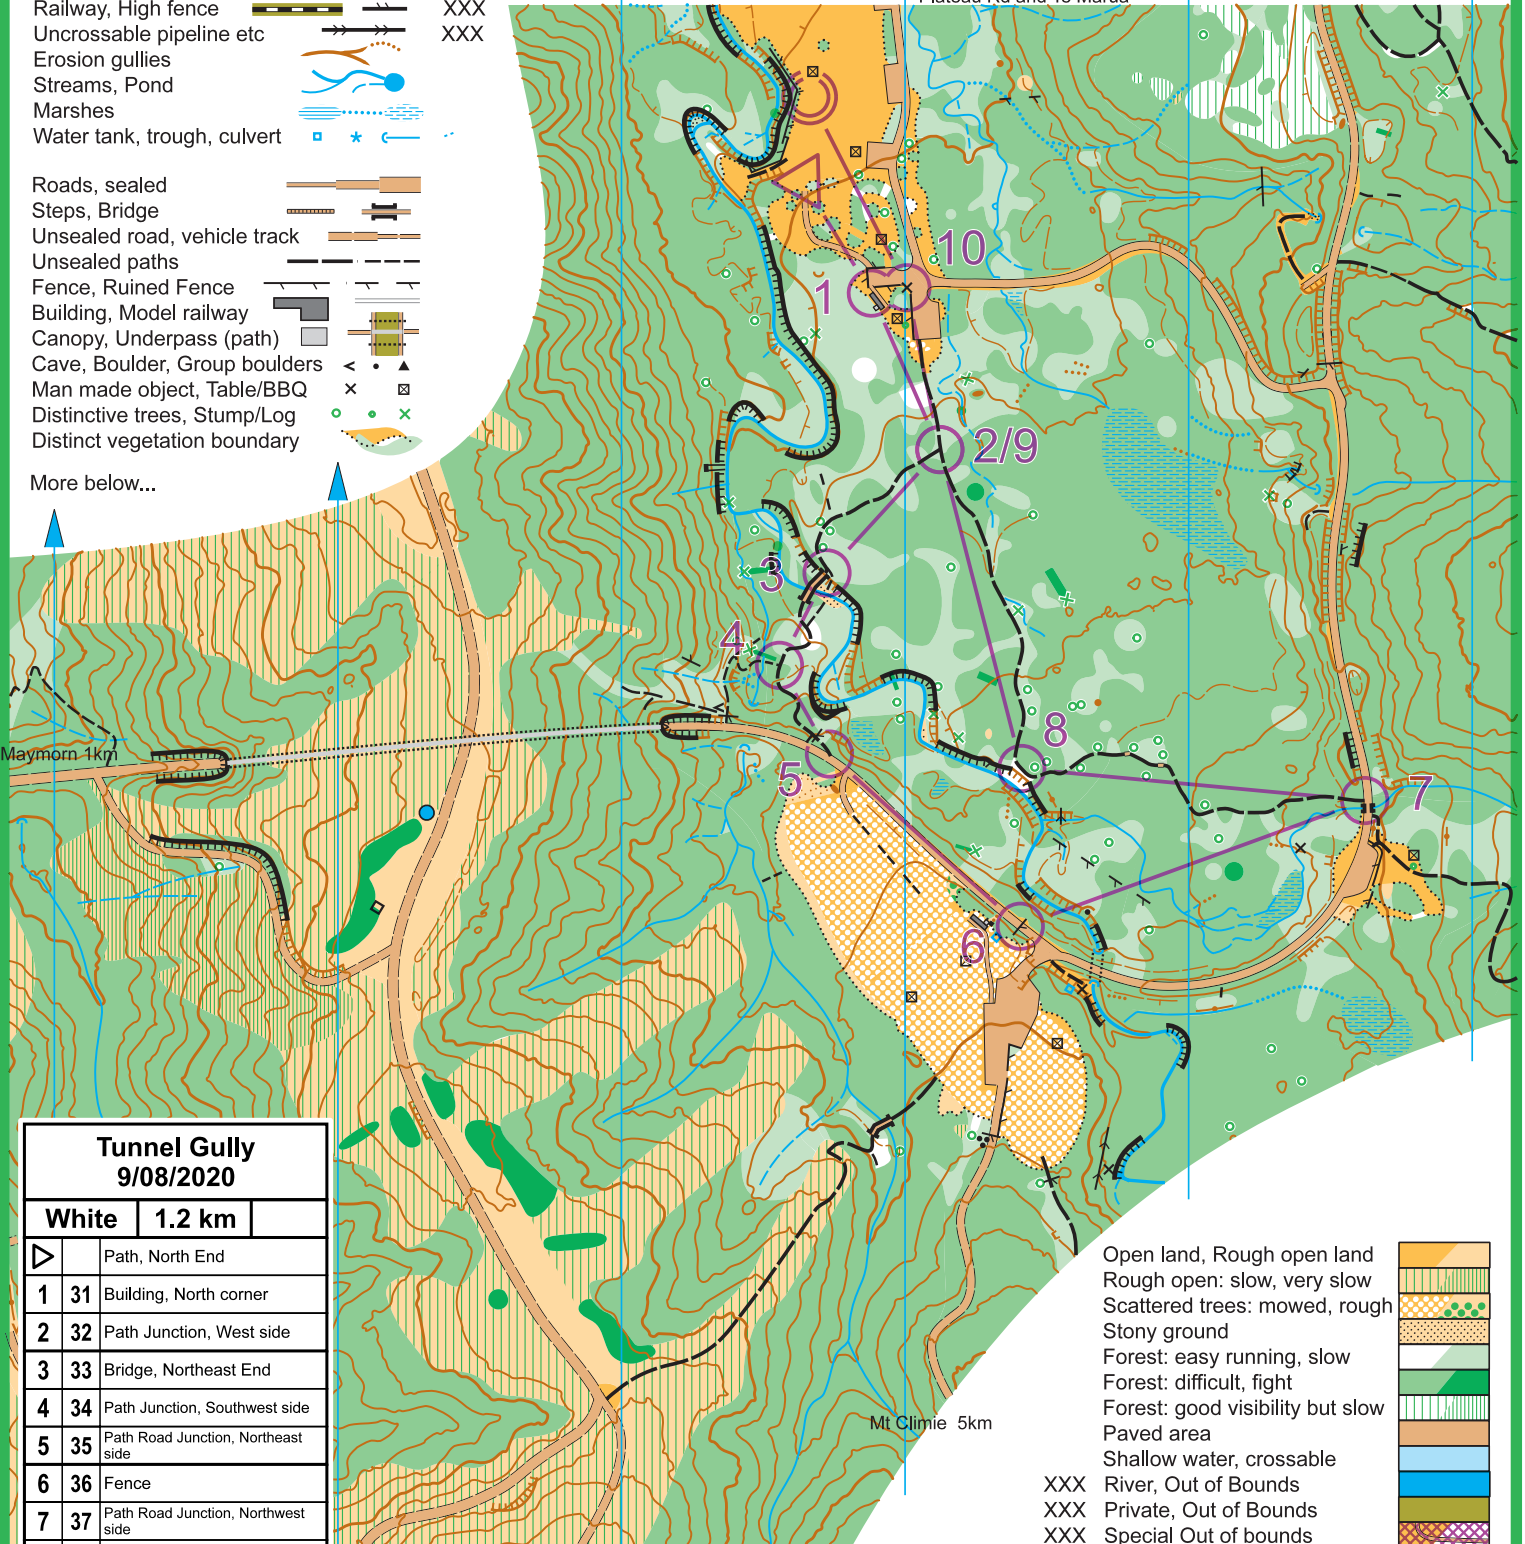 Plateau Rd and Te Marua
Railway, High fence XXX
Uncrossable pipeline etc XXX
Erosion gullies
Streams, Pond
Marshes
Water tank, trough, culvert
Roads, sealed
Steps, Bridge
Unsealed road, vehicle track
Unsealed paths
Fence, Ruined Fence
Building, Model railway
Canopy, Underpass (path)
Cave, Boulder, Group boulders
Man made object, Table/BBQ
Distinctive trees, Stump/Log
Distinct vegetation boundary
More below...
10
1
2/9
3
4
8
Maymorn 1km
5
7
6
Tunnel Gully
9/08/2020
White 1.2 km
Path, North End
1 31 Building, North corner
2 32 Path Junction, West side
3 33 Bridge, Northeast End
4 34 Path Junction, Southwest side
5 35 Path Road Junction, Northeast
side
6 36 Fence
7 37 Path Road Junction, Northwest
side
Mt Climie 5km
Open land, Rough open land
Rough open: slow, very slow
Scattered trees: mowed, rough
Stony ground
Forest: easy running, slow
Forest: difficult, fight
Forest: good visibility but slow
Paved area
Shallow water, crossable
XXX River, Out of Bounds
XXX Private, Out of Bounds
XXX Special Out of bounds